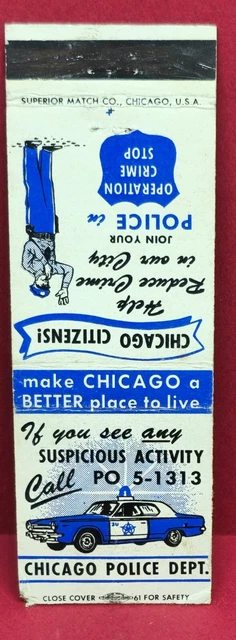 SUPERIOR MATCH CO., CHICAGO, U.S.A.
CHICAGO CITIZENS!
Help
Reduce Crime
in our City
JOIN YOUR
POLICE in
OPERATION
CRIME
STOP
make CHICAGO a
BETTER place to live
If you see any
SUSPICIOUS ACTIVITY
Call PO 5-1313
CHICAGO POLICE DEPT.
CLOSE COVER 61 FOR SAFETY